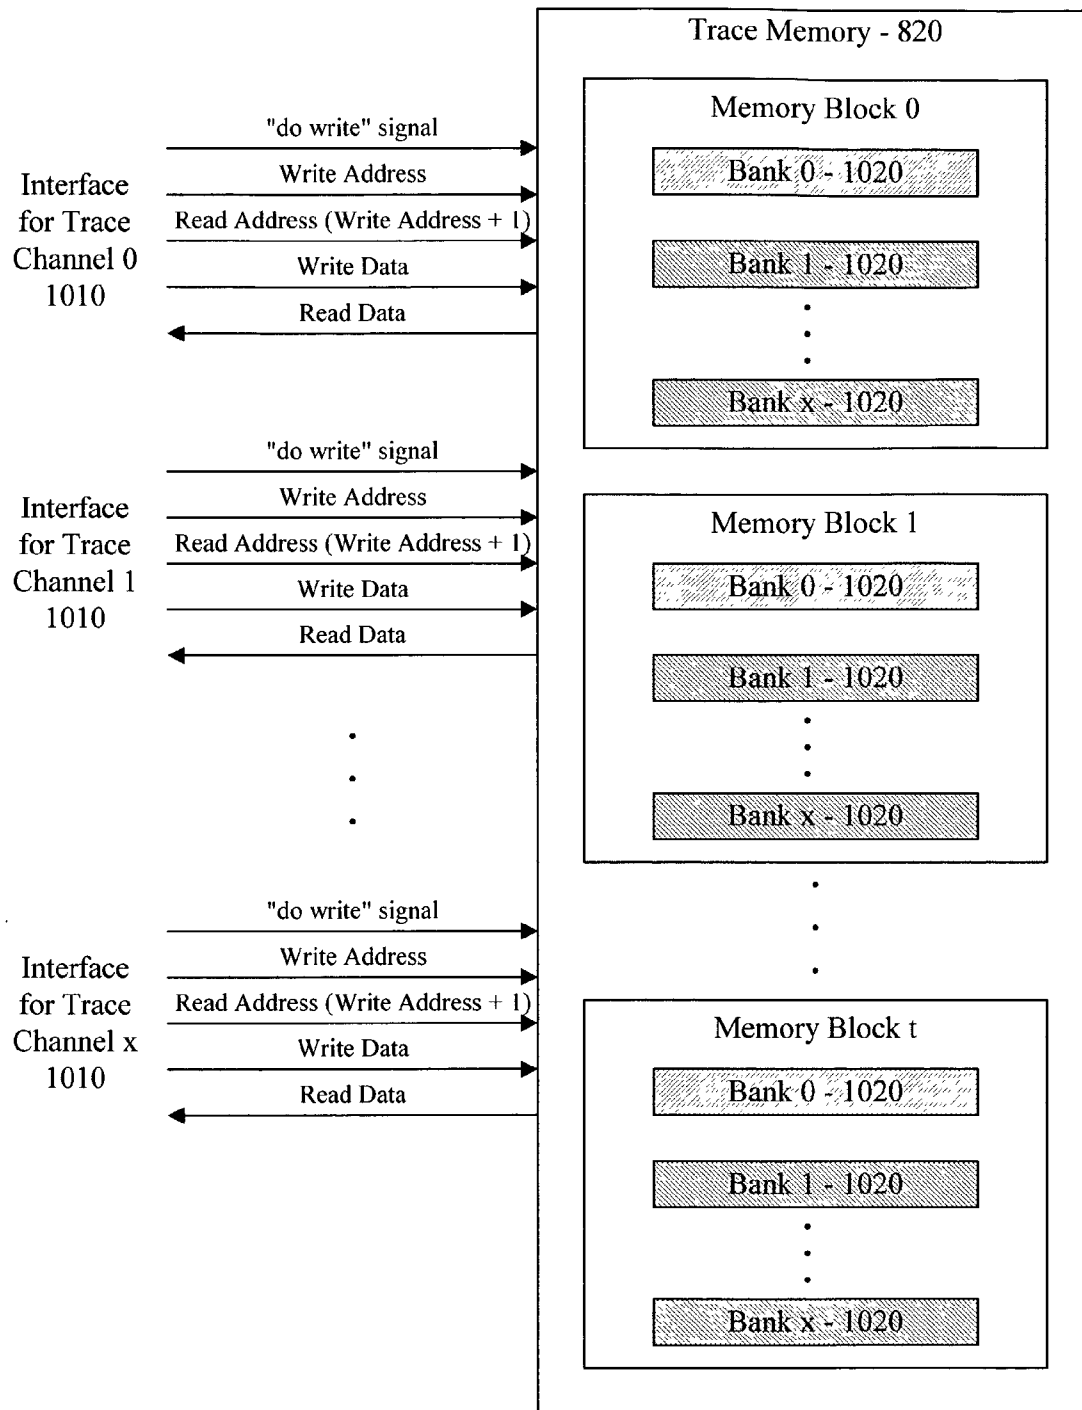 Trace Memory - 820
Memory Block 0
Bank 0 - 1020
Bank 1 - 1020
Bank x - 1020
"do write" signal
Write Address
Read Address (Write Address + 1)
Write Data
Read Data
Interface
for Trace
Channel 0
1010
"do write" signal
Write Address
Read Address (Write Address + 1)
Write Data
Read Data
Interface
for Trace
Channel 1
1010
Memory Block 1
Bank 0 - 1020
Bank 1 - 1020
Bank x - 1020
"do write" signal
Write Address
Read Address (Write Address + 1)
Write Data
Read Data
Interface
for Trace
Channel x
1010
Memory Block t
Bank 0 - 1020
Bank 1 - 1020
Bank x - 1020